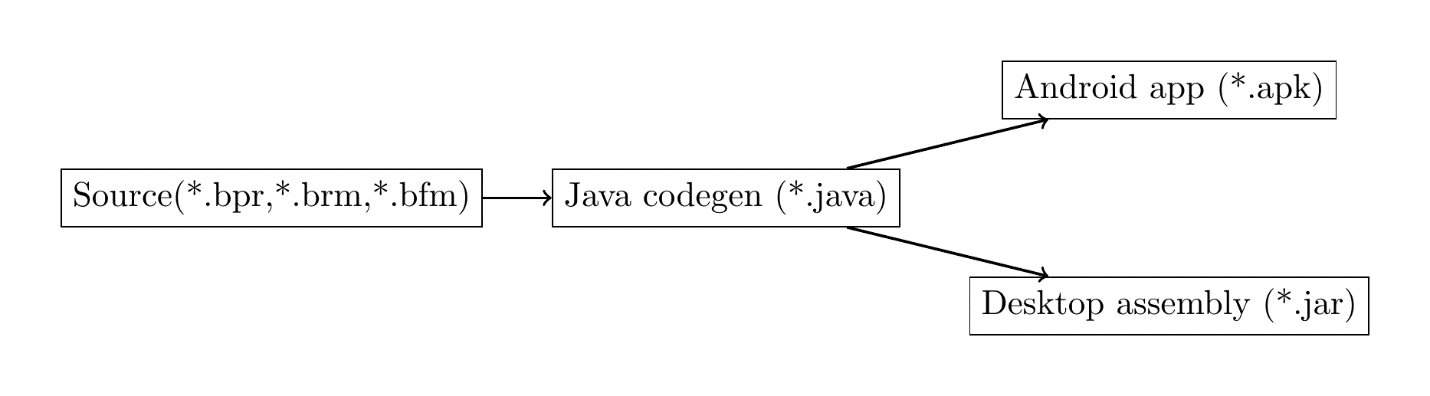 Android app (*.apk)
Source(*.bpr,*.brm,*.bfm)
Java codegen (*.java)
Desktop assembly (*.jar)